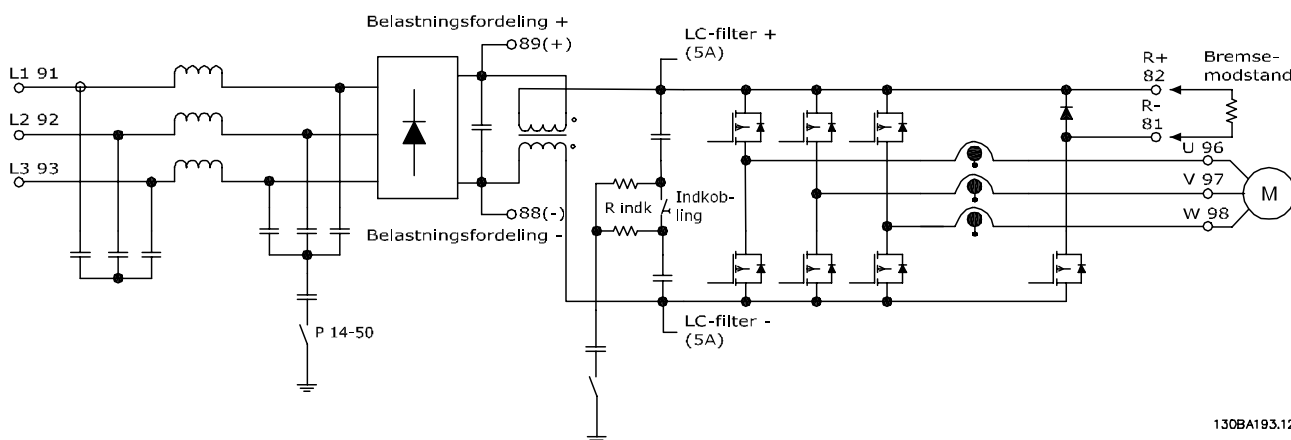 Belastningsfordeling +
89(+)
LC-filter +
(5A)
R+
82
Bremse-
modstand
R-
81
L1 91
L2 92
L3 93
U 96
V 97
W 98
M
R indk
Indkob-
ling
88(-)
Belastningsfordeling -
P 14-50
LC-filter -
(5A)
130BA193.12